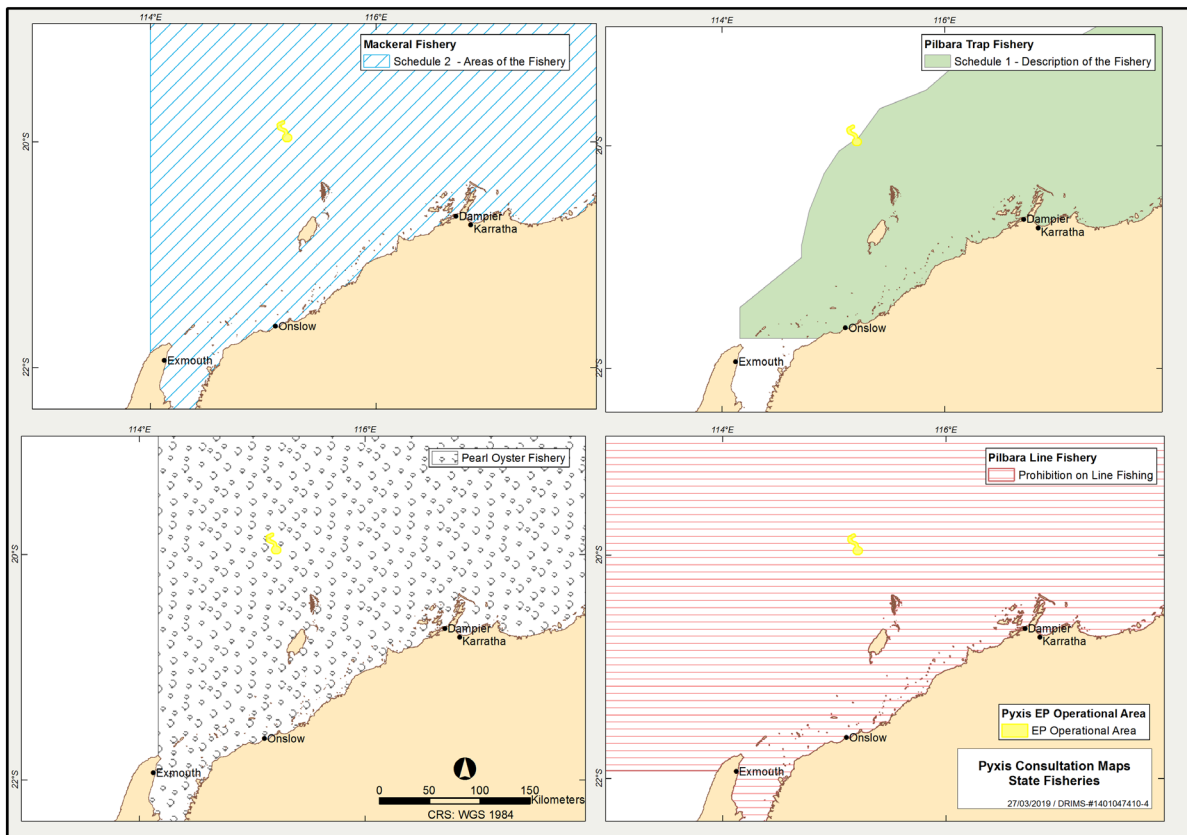 114°E
116°E
Mackeral Fishery
Schedule 2 - Areas of the Fishery
20°S
Dampier
Karratha
Onslow
Exmouth
22°S
114°E
116°E
Pilbara Trap Fishery
Schedule 1 - Description of the Fishery
20°S
Dampier
Karratha
Onslow
Exmouth
22°S
114°E
116°E
Pearl Oyster Fishery
20°S
Dampier
Karratha
Onslow
Exmouth
22°S
0 50 100 150
Kilometers
CRS: WGS 1984
114°E
116°E
Pilbara Line Fishery
Prohibition on Line Fishing
20°S
Dampier
Karratha
Onslow
Exmouth
22°S
Pyxis EP Operational Area
EP Operational Area
Pyxis Consultation Maps
State Fisheries
27/03/2019 / DRIMS-#1401047410-4